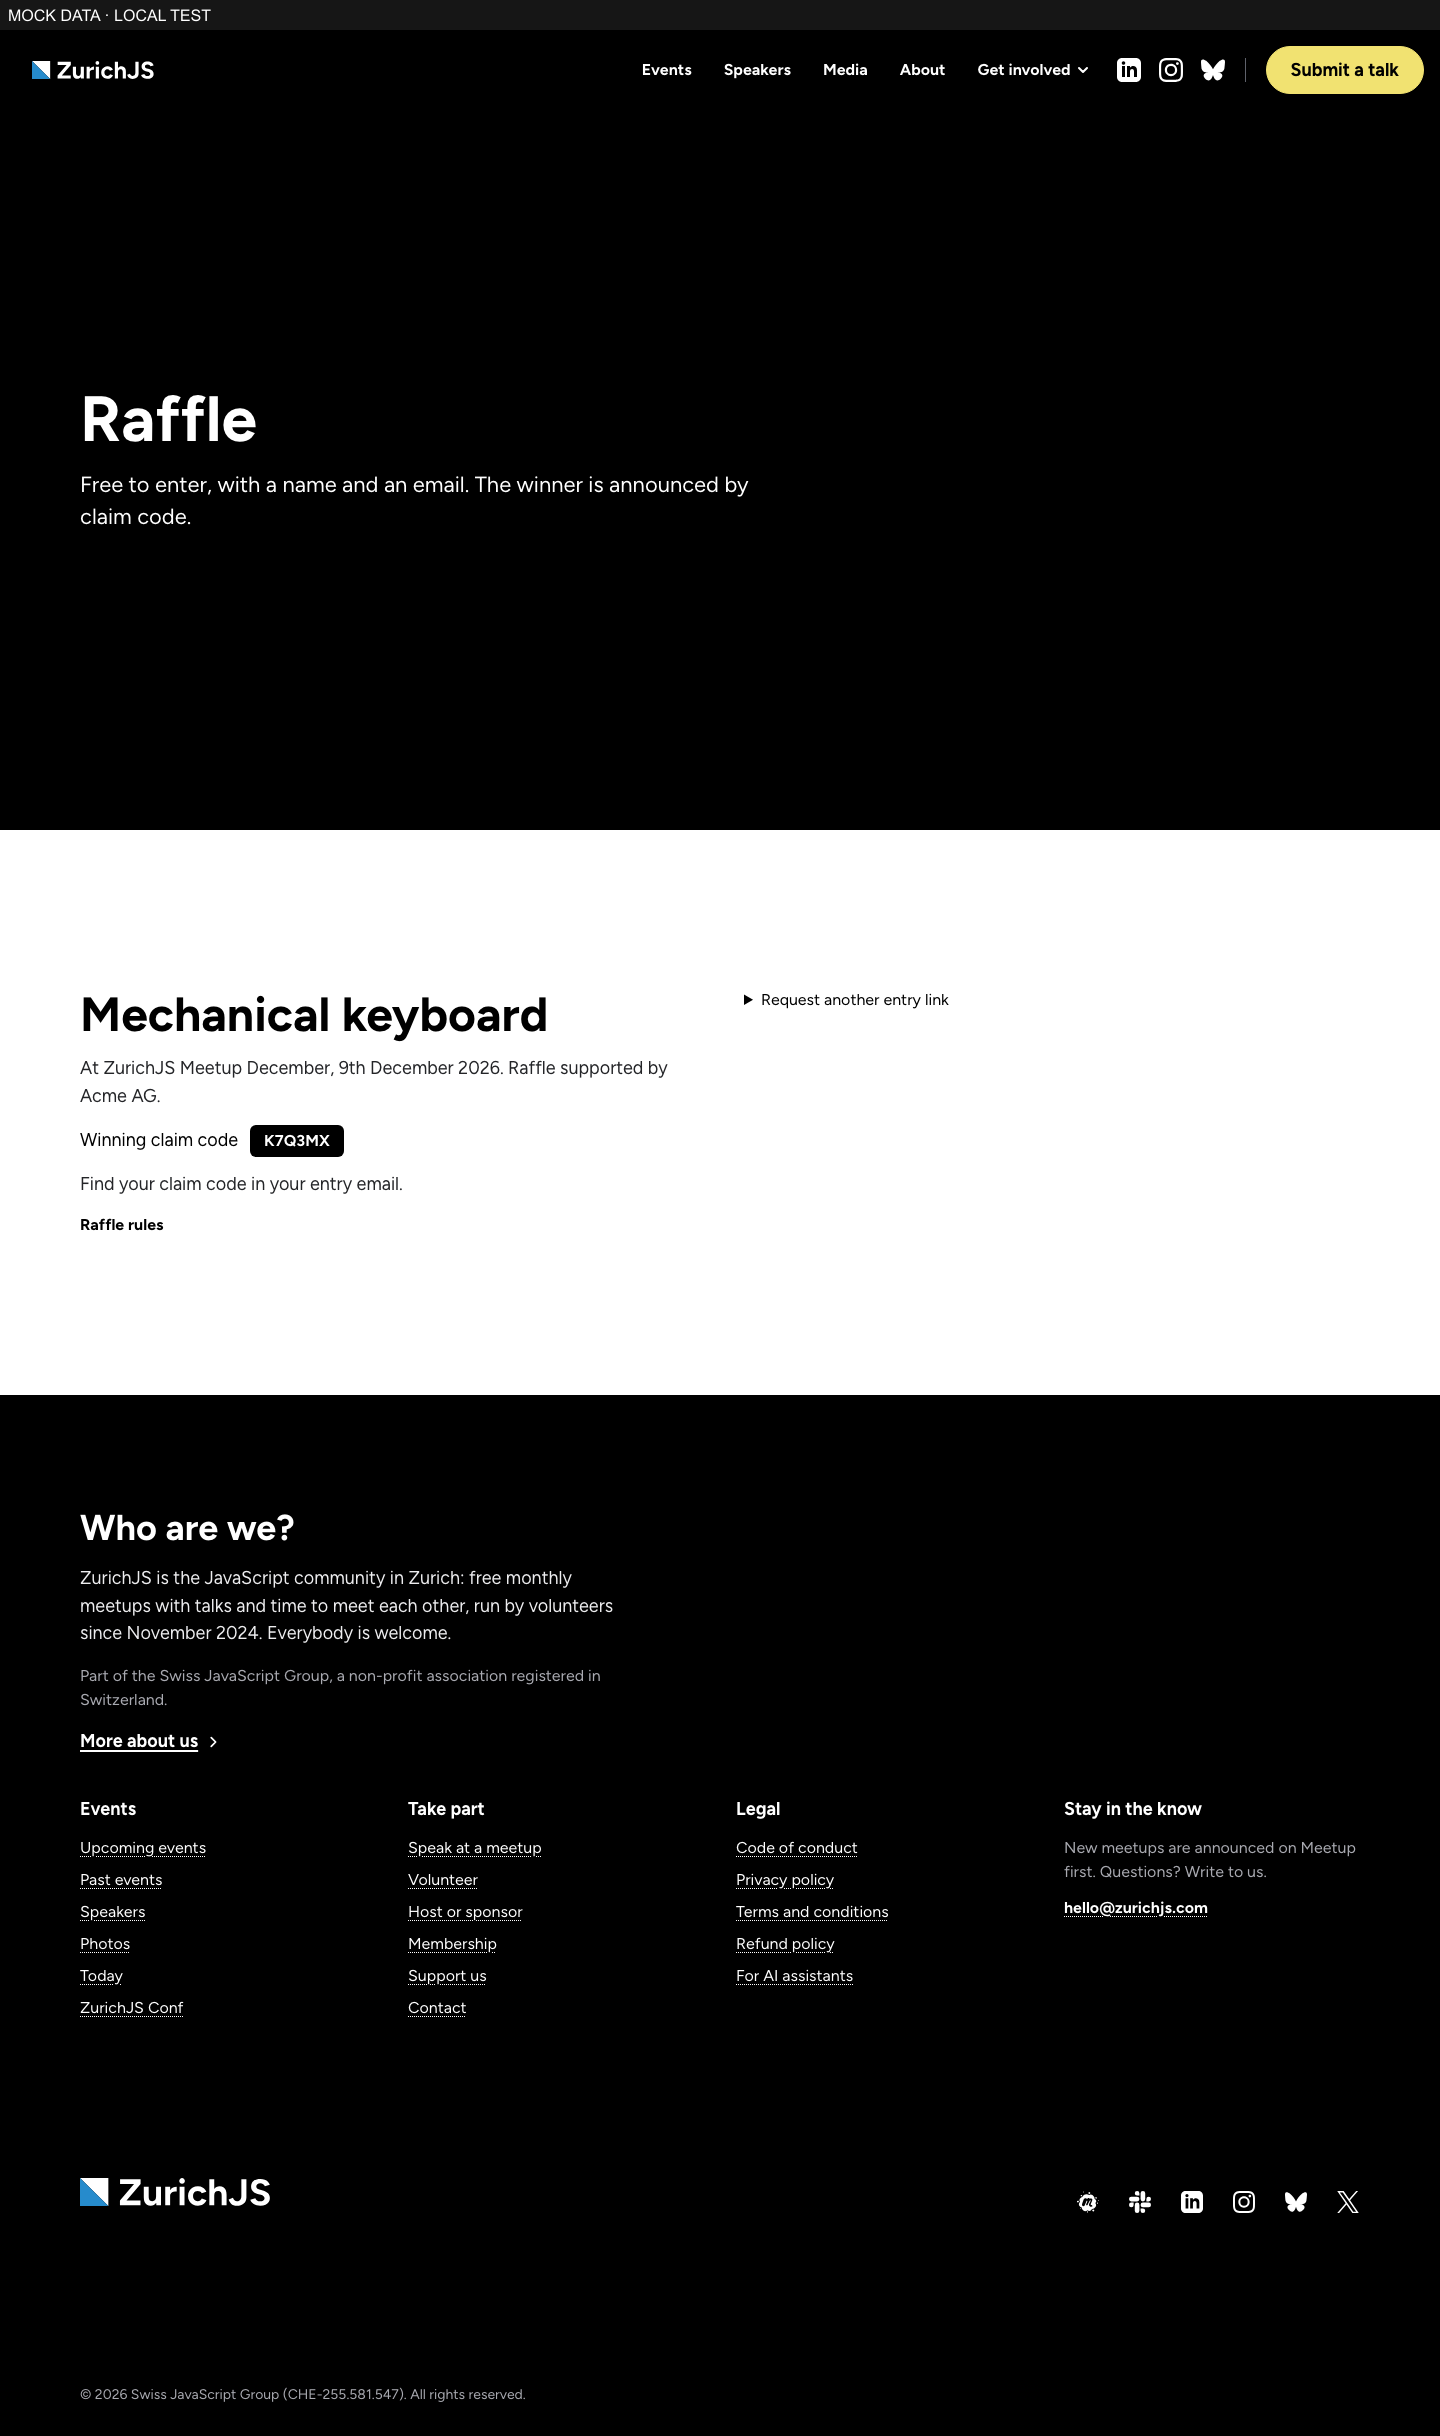 MOCK DATA · LOCAL TEST
ZurichJS
Events
Speakers
Media
About
Get involved
Submit a talk
Raffle
Free to enter, with a name and an email. The winner is announced by
claim code.
Mechanical keyboard
At ZurichJS Meetup December, 9th December 2026. Raffle supported by
Acme AG.
Winning claim code K7Q3MX
Find your claim code in your entry email.
Raffle rules
Request another entry link
Who are we?
ZurichJS is the JavaScript community in Zurich: free monthly
meetups with talks and time to meet each other, run by volunteers
since November 2024. Everybody is welcome.
Part of the Swiss JavaScript Group, a non-profit association registered in
Switzerland.
More about us
Events
Upcoming events
Past events
Speakers
Photos
Today
ZurichJS Conf
Take part
Speak at a meetup
Volunteer
Host or sponsor
Membership
Support us
Contact
Legal
Code of conduct
Privacy policy
Terms and conditions
Refund policy
For AI assistants
Stay in the know
New meetups are announced on Meetup
first. Questions? Write to us.
hello@zurichjs.com
ZurichJS
© 2026 Swiss JavaScript Group (CHE-255.581.547). All rights reserved.